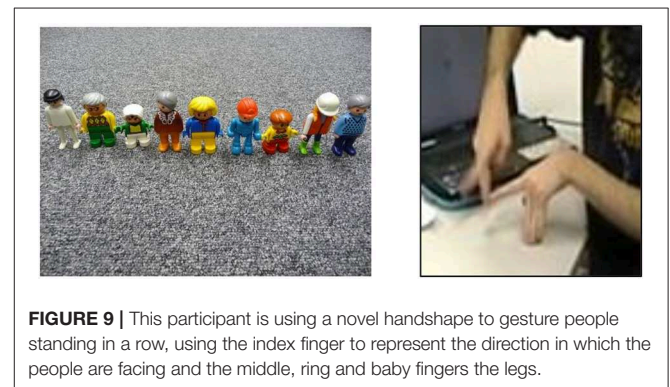 FIGURE 9 | This participant is using a novel handshape to gesture people
standing in a row, using the index finger to represent the direction in which the
people are facing and the middle, ring and baby fingers the legs.